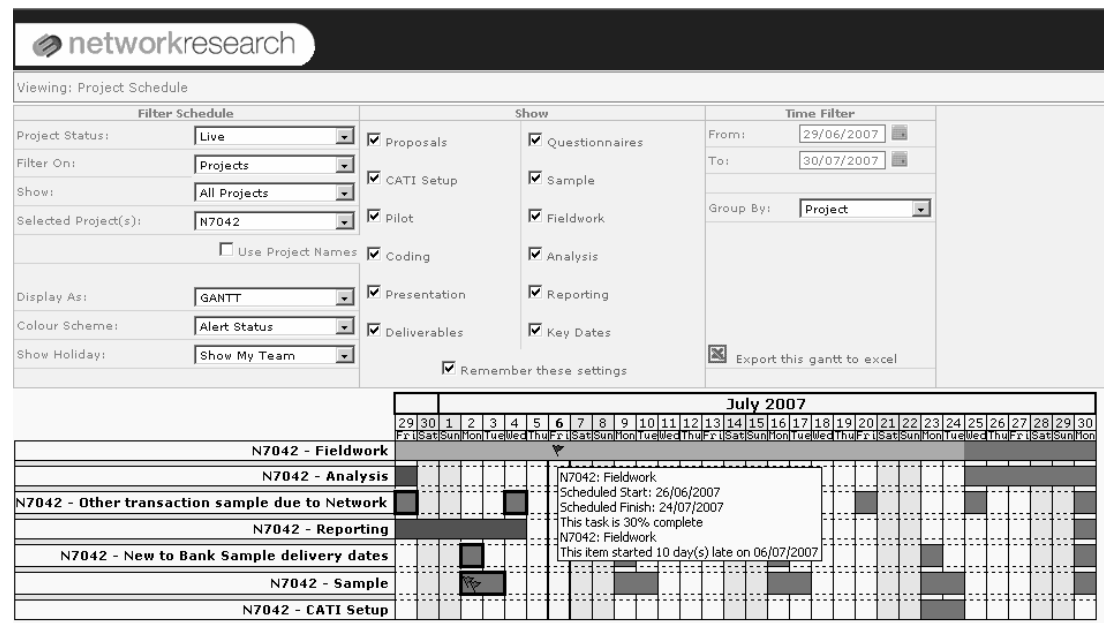 networkresearch
Viewing: Project Schedule
Filter Schedule
Show
Time Filter
Project Status: Live
Proposals
Questionnaires
From: 29/06/2007
Filter On: Projects
To: 30/07/2007
Show: All Projects
CATI Setup
Sample
Selected Project(s): N7042
Pilot
Fieldwork
Group By: Project
Use Project Names
Coding
Analysis
Display As: GANTT
Presentation
Reporting
Colour Scheme: Alert Status
Deliverables
Key Dates
Show Holiday: Show My Team
Remember these settings
Export this gantt to excel
July 2007
29 30 1 2 3 4 5 6 7 8 9 10 11 12 13 14 15 16 17 18 19 20 21 22 23 24 25 26 27 28 29 30
Fri Sat Sun Mon Tue Wed Thu Fri Sat Sun Mon Tue Wed Thu Fri Sat Sun Mon Tue Wed Thu Fri Sat Sun Mon Tue Wed Thu Fri Sat Sun Mon
N7042 - Fieldwork
N7042 - Analysis
N7042 - Other transaction sample due to Network
N7042 - Reporting
N7042 - New to Bank Sample delivery dates
N7042 - Sample
N7042 - CATI Setup
N7042: Fieldwork
Scheduled Start: 26/06/2007
Scheduled Finish: 24/07/2007
This task is 30% complete
N7042: Fieldwork
This item started 10 day(s) late on 06/07/2007